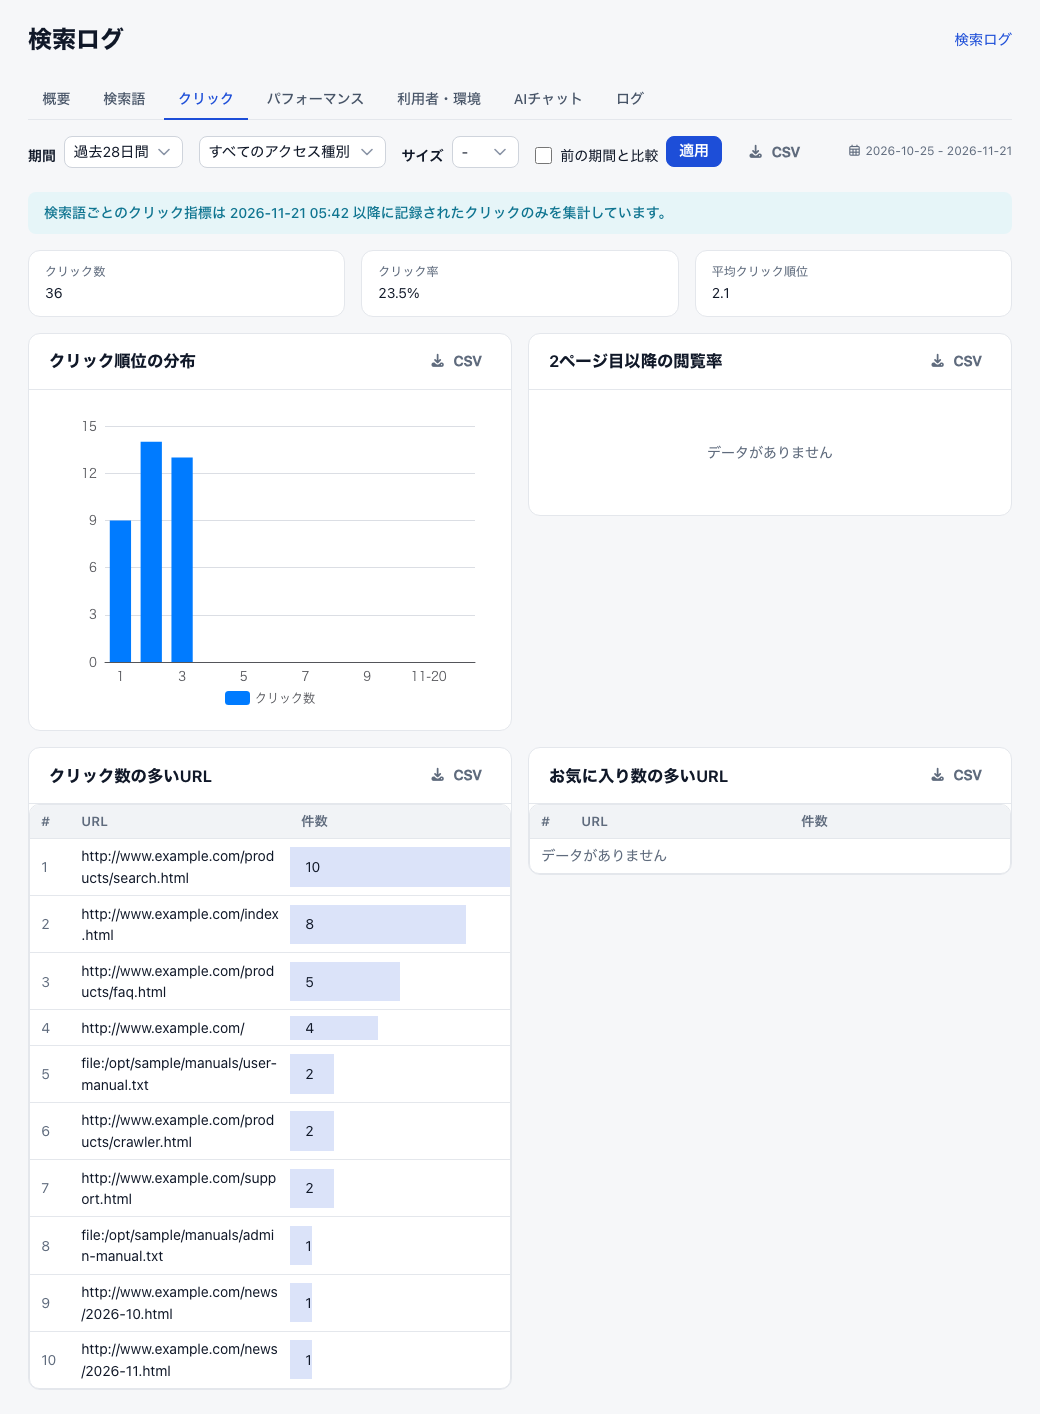 検索ログ
検索ログ
概要 検索語 クリック パフォーマンス 利用者・環境 AIチャット ログ
期間 過去28日間 すべてのアクセス種別 サイズ - 前の期間と比較 適用 CSV 2026-10-25 - 2026-11-21
検索語ごとのクリック指標は 2026-11-21 05:42 以降に記録されたクリックのみを集計しています。
クリック数
36
クリック率
23.5%
平均クリック順位
2.1
クリック順位の分布 CSV
15
12
9
6
3
0
1 3 5 7 9 11-20
クリック数
2ページ目以降の閲覧率 CSV
データがありません
クリック数の多いURL CSV
# URL 件数
1 http://www.example.com/prod 10
ucts/search.html
2 http://www.example.com/index 8
.html
3 http://www.example.com/prod 5
ucts/faq.html
4 http://www.example.com/ 4
5 file:/opt/sample/manuals/user- 2
manual.txt
6 http://www.example.com/prod 2
ucts/crawler.html
7 http://www.example.com/supp 2
ort.html
8 file:/opt/sample/manuals/admi 1
n-manual.txt
9 http://www.example.com/news 1
/2026-10.html
10 http://www.example.com/news 1
/2026-11.html
お気に入り数の多いURL CSV
# URL 件数
データがありません